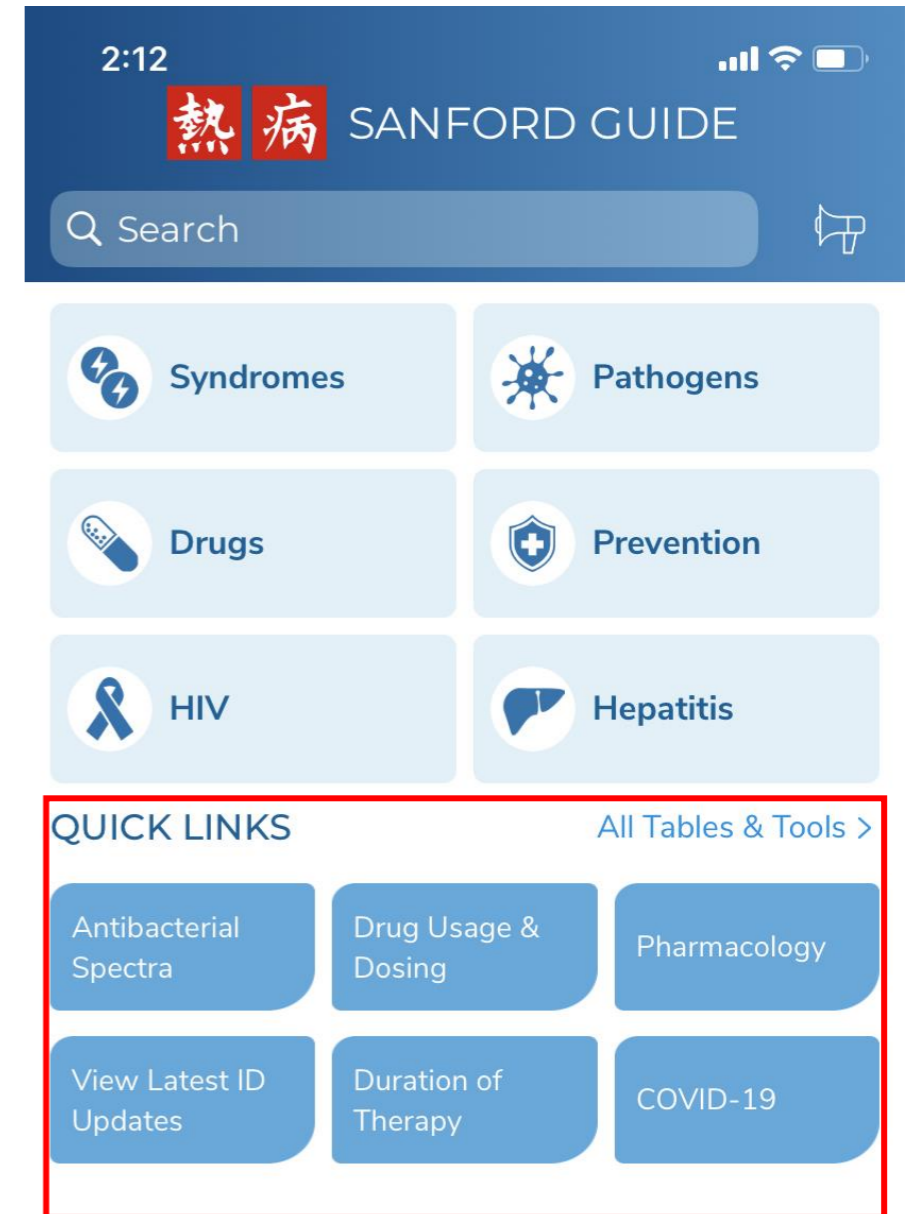 2:12
熱病 SANFORD GUIDE
Search
Syndromes Pathogens
Drugs Prevention
HIV Hepatitis
QUICK LINKS All Tables & Tools >
Antibacterial
Spectra
Drug Usage &
Dosing
Pharmacology
View Latest ID
Updates
Duration of
Therapy
COVID-19